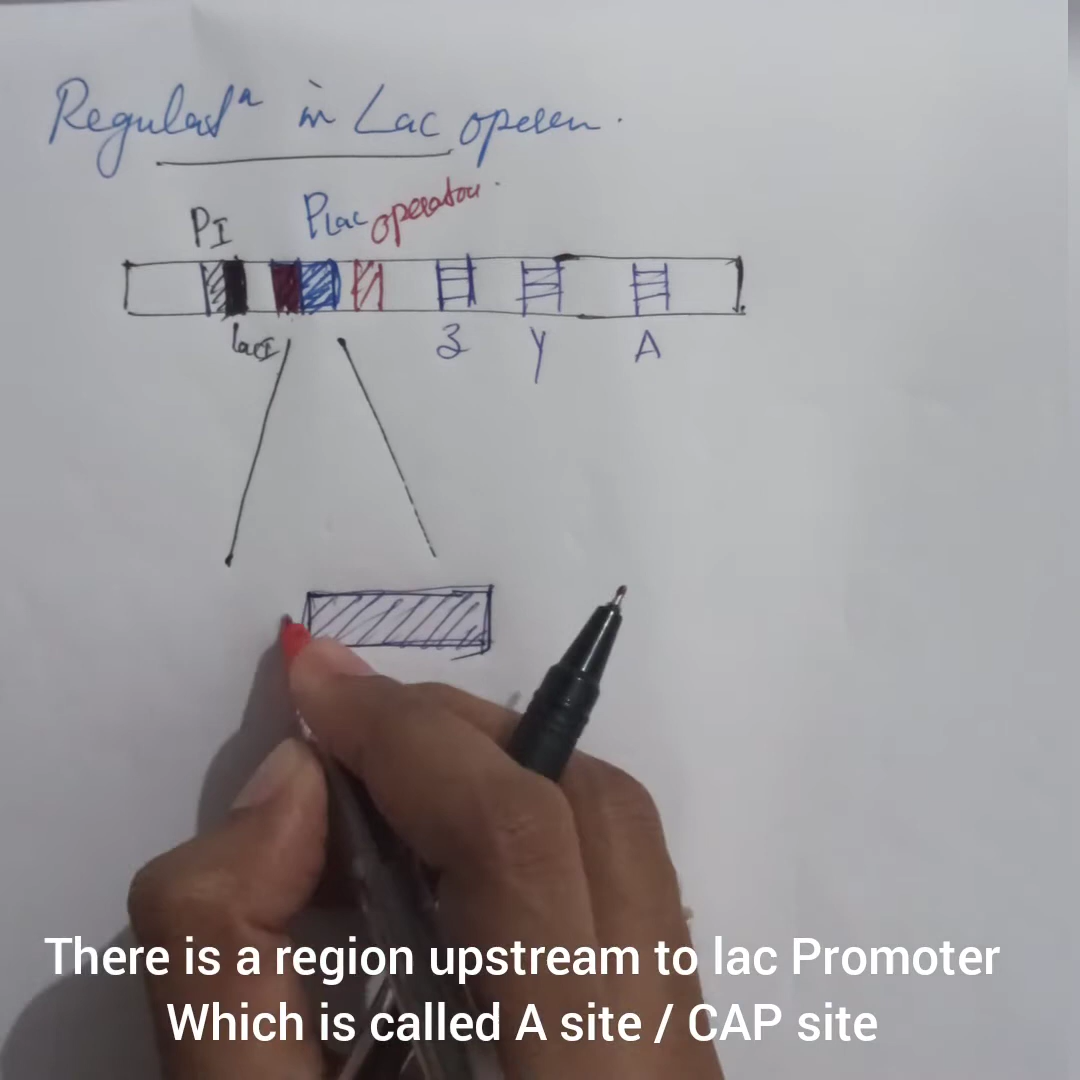 Regulatⁿ in Lac operon.
PI PLac operator.
lacI Z Y A
There is a region upstream to lac Promoter
Which is called A site / CAP site